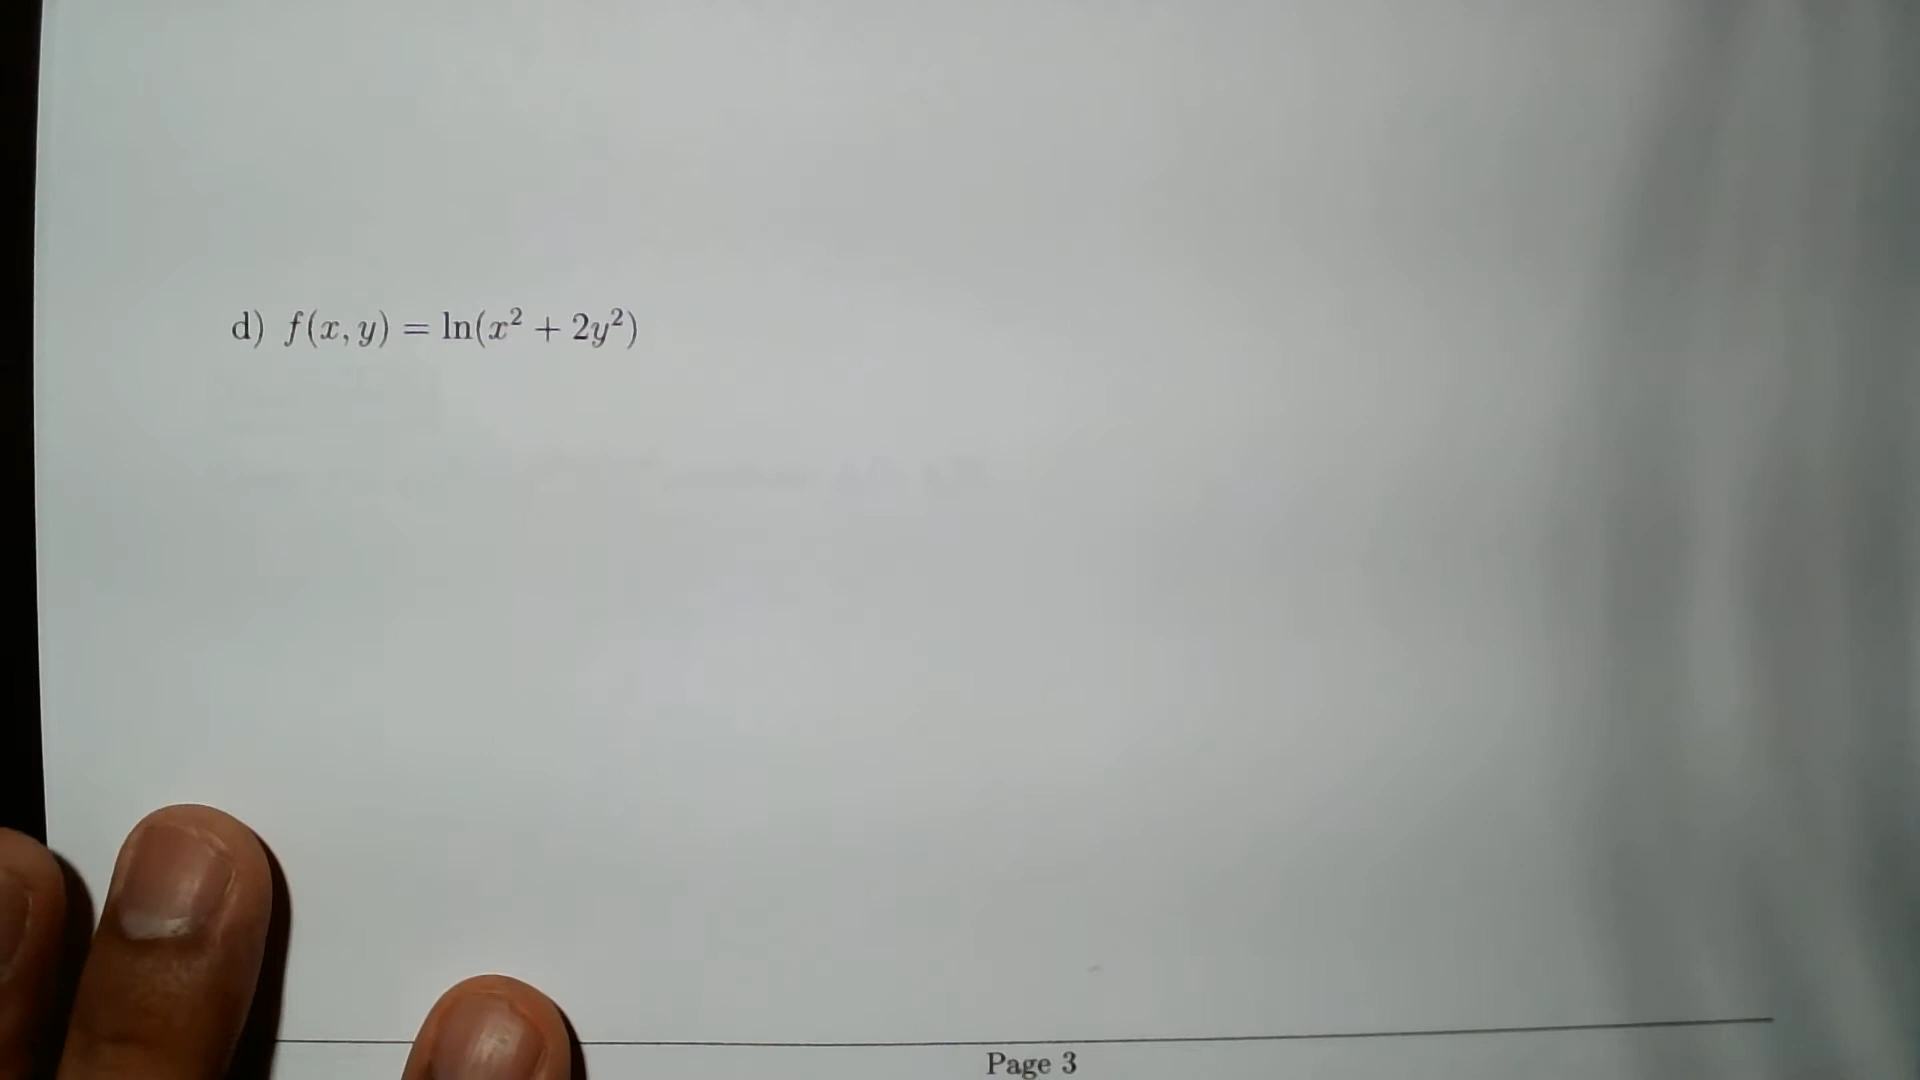 d) f(x, y) = ln(x² + 2y²)
Page 3